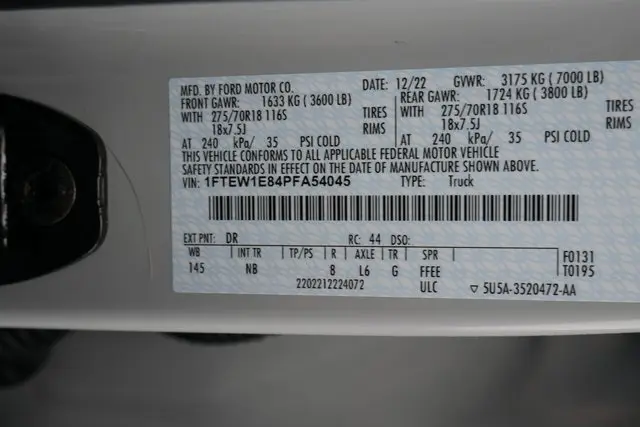 MFD. BY FORD MOTOR CO. DATE: 12/22 GVWR: 3175 KG ( 7000 LB)
FRONT GAWR: 1633 KG ( 3600 LB) REAR GAWR: 1724 KG ( 3800 LB)
WITH 275/70R18 116S TIRES WITH 275/70R18 116S TIRES
18x7.5J RIMS 18x7.5J RIMS
AT 240 kPa/ 35 PSI COLD AT 240 kPa/ 35 PSI COLD
THIS VEHICLE CONFORMS TO ALL APPLICABLE FEDERAL MOTOR VEHICLE
SAFETY STANDARDS IN EFFECT ON THE DATE OF MANUFACTURE SHOWN ABOVE.
VIN: 1FTEW1E84PFA54045 TYPE: Truck
EXT PNT: DR RC: 44 DSO: F0131
WB INT TR TP/PS R AXLE TR SPR T0195
145 NB 8 L6 G FFEE
2202212224072 ULC ▽ 5U5A-3520472-AA